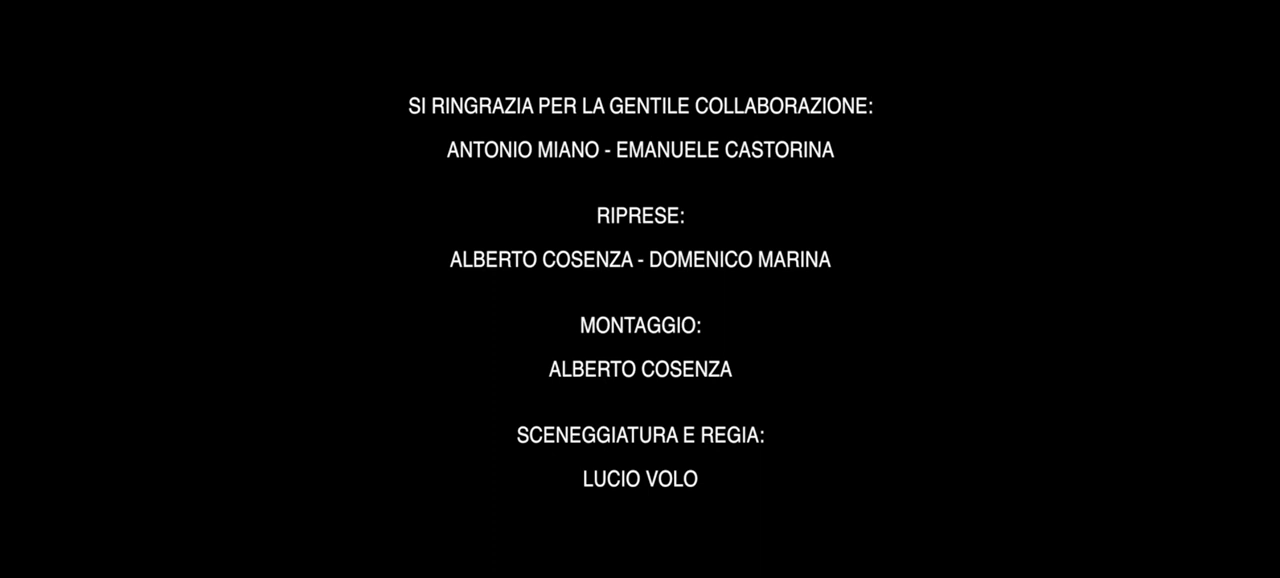 SI RINGRAZIA PER LA GENTILE COLLABORAZIONE:
ANTONIO MIANO - EMANUELE CASTORINA
RIPRESE:
ALBERTO COSENZA - DOMENICO MARINA
MONTAGGIO:
ALBERTO COSENZA
SCENEGGIATURA E REGIA:
LUCIO VOLO